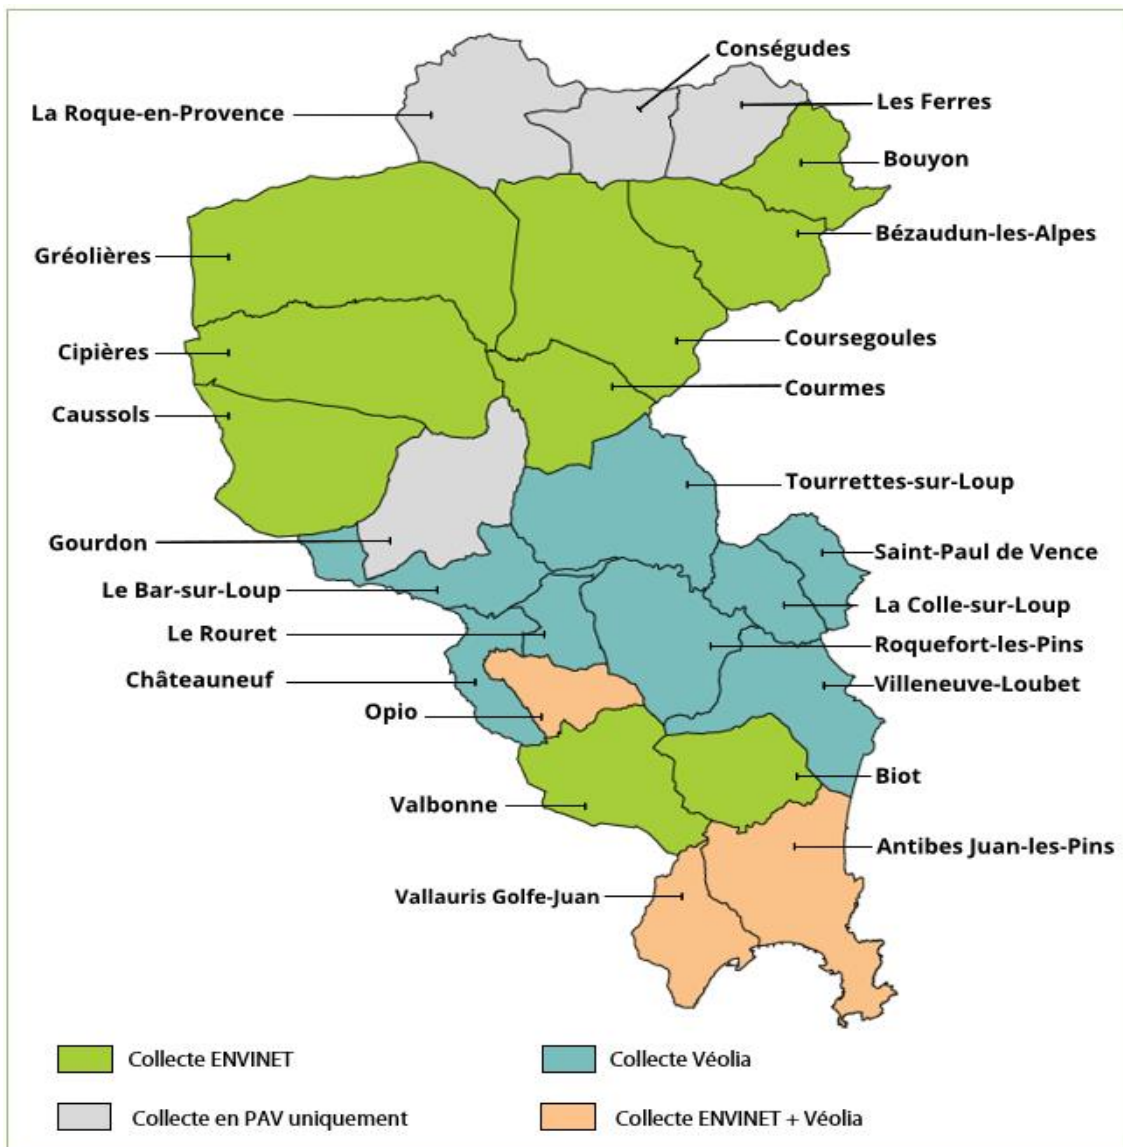 Conségudes
La Roque-en-Provence
Les Ferres
Bouyon
Bézaudun-les-Alpes
Gréolières
Coursegoules
Cipières
Courmes
Caussols
Tourrettes-sur-Loup
Gourdon
Saint-Paul de Vence
Le Bar-sur-Loup
La Colle-sur-Loup
Le Rouret
Roquefort-les-Pins
Châteauneuf
Villeneuve-Loubet
Opio
Biot
Valbonne
Antibes Juan-les-Pins
Vallauris Golfe-Juan
Collecte ENVINET
Collecte Véolia
Collecte en PAV uniquement
Collecte ENVINET + Véolia